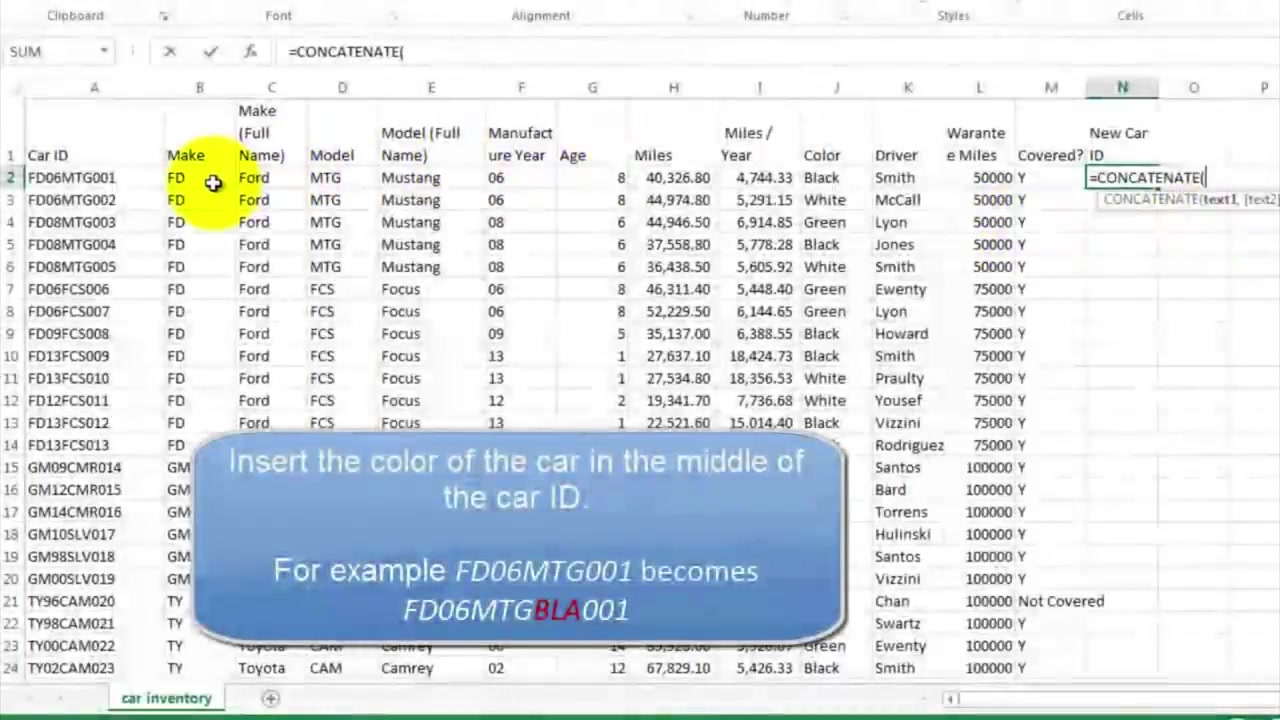 Clipboard Font Alignment Number Styles Cells
SUM =CONCATENATE(
A B C D E F G H I J K L M N O P
Make
(Full Model (Full Manufact Miles / Warante New Car
1 Car ID Make Name) Model Name) ure Year Age Miles Year Color Driver e Miles Covered? ID
2 FD06MTG001 FD Ford MTG Mustang 06 8 40,326.80 4,744.33 Black Smith 50000 Y =CONCATENATE(
3 FD06MTG002 FD Ford MTG Mustang 06 8 44,974.80 5,291.15 White McCall 50000 Y CONCATENATE(text1, [text2]
4 FD08MTG003 FD Ford MTG Mustang 08 6 44,946.50 6,914.85 Green Lyon 50000 Y
5 FD08MTG004 FD Ford MTG Mustang 08 6 37,558.80 5,778.28 Black Jones 50000 Y
6 FD08MTG005 FD Ford MTG Mustang 08 6 36,438.50 5,605.92 White Smith 50000 Y
7 FD06FCS006 FD Ford FCS Focus 06 8 46,311.40 5,448.40 Green Ewenty 75000 Y
8 FD06FCS007 FD Ford FCS Focus 06 8 52,229.50 6,144.65 Green Lyon 75000 Y
9 FD09FCS008 FD Ford FCS Focus 09 5 35,137.00 6,388.55 Black Howard 75000 Y
10 FD13FCS009 FD Ford FCS Focus 13 1 27,637.10 18,424.73 Black Smith 75000 Y
11 FD13FCS010 FD Ford FCS Focus 13 1 27,534.80 18,356.53 White Praulty 75000 Y
12 FD12FCS011 FD Ford FCS Focus 12 2 19,341.70 7,736.68 White Yousef 75000 Y
13 FD13FCS012 FD Ford FCS Focus 13 1 22,521.60 15,014.40 Black Vizzini 75000 Y
14 FD13FCS013 FD Rodriguez 75000 Y
15 GM09CMR014 GM Santos 100000 Y
16 GM12CMR015 GM Bard 100000 Y
17 GM14CMR016 GM Torrens 100000 Y
18 GM10SLV017 GM Hulinski 100000 Y
19 GM98SLV018 GM Santos 100000 Y
20 GM00SLV019 GM Vizzini 100000 Y
21 TY96CAM020 TY Chan 100000 Not Covered
22 TY98CAM021 TY Swartz 100000 Y
23 TY00CAM022 TY Toyota CAM Camrey Green Ewenty 100000 Y
24 TY02CAM023 TY Toyota CAM Camrey 02 12 67,829.10 5,426.33 Black Smith 100000 Y
Insert the color of the car in the middle of
the car ID.
For example FD06MTG001 becomes
FD06MTGBLA001
car inventory